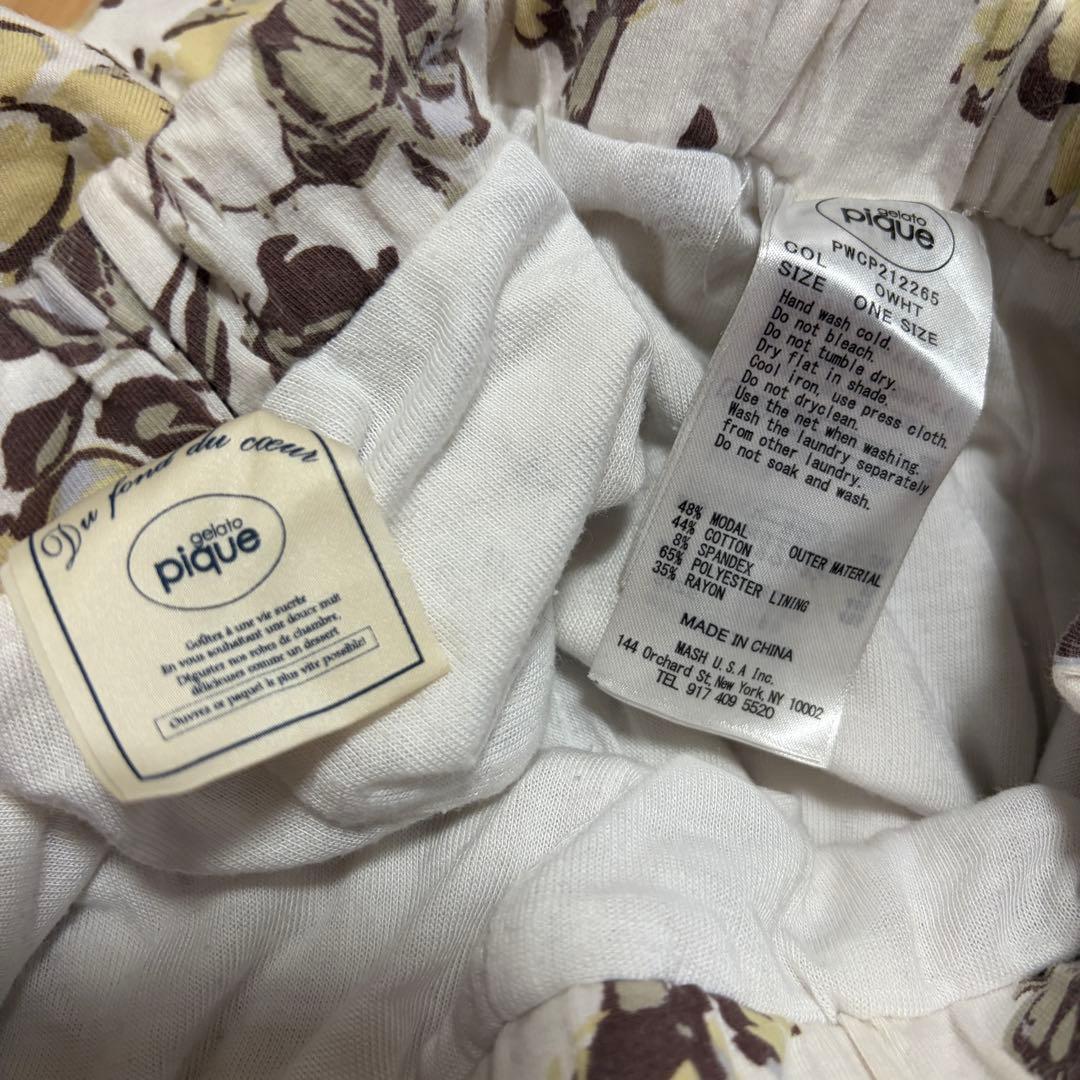 Du fond du cœur
gelato
pique
Goûtes à une vie sucrée
En vous souhaitant une douce nuit
Dégustez nos robes de chambre,
délicieuses comme un dessert
Ouvrez ce paquet le plus vite possible!
gelato
pique
PWCP212265
COL OWHT
SIZE ONE SIZE
Hand wash cold.
Do not bleach.
Do not tumble dry.
Dry flat in shade.
Cool iron, use press cloth.
Do not dryclean.
Use the net when washing.
Wash the laundry separately
from other laundry.
Do not soak and wash.
48% MODAL
44% COTTON OUTER MATERIAL
8% SPANDEX
65% POLYESTER LINING
35% RAYON
MADE IN CHINA
MASH U.S.A Inc.
144 Orchard St, New York, NY 10002
TEL 917 409 5520